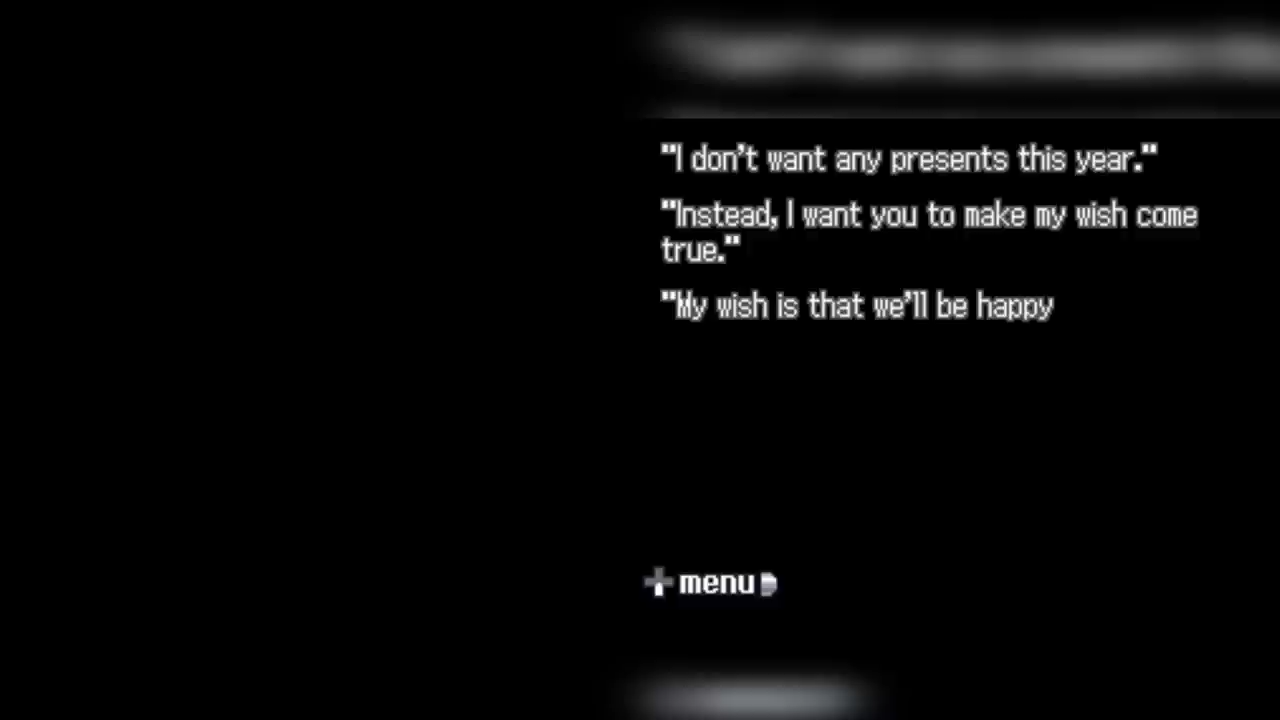 "I don't want any presents this year."
"Instead, I want you to make my wish come
true."
"My wish is that we'll be happy
menu